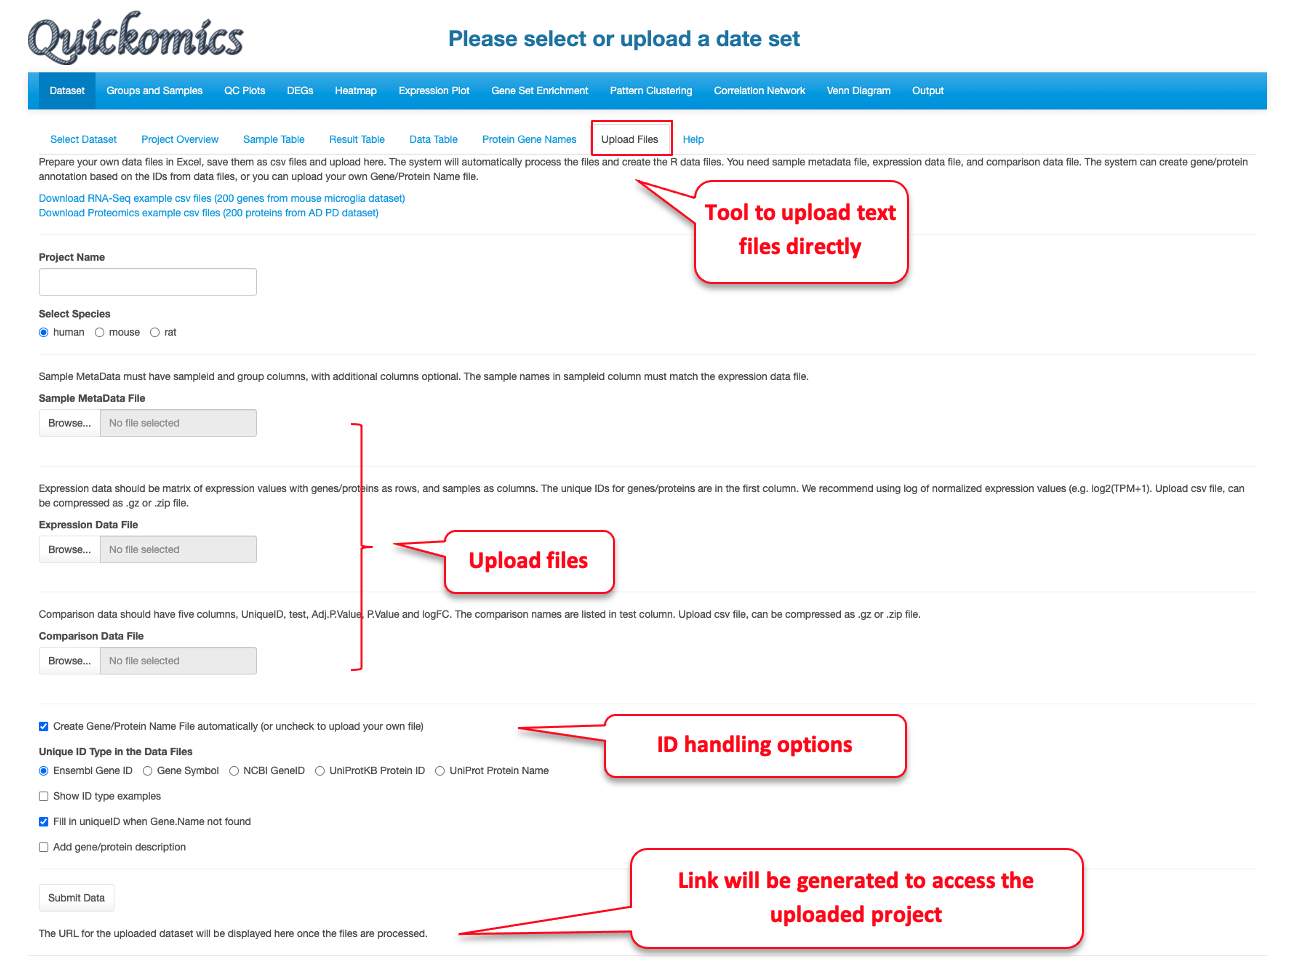 Quickomics
Please select or upload a date set
Dataset Groups and Samples QC Plots DEGs Heatmap Expression Plot Gene Set Enrichment Pattern Clustering Correlation Network Venn Diagram Output
Select Dataset Project Overview Sample Table Result Table Data Table Protein Gene Names Upload Files Help
Prepare your own data files in Excel, save them as csv files and upload here. The system will automatically process the files and create the R data files. You need sample metadata file, expression data file, and comparison data file. The system can create gene/protein
annotation based on the IDs from data files, or you can upload your own Gene/Protein Name file.
Download RNA-Seq example csv files (200 genes from mouse microglia dataset)
Download Proteomics example csv files (200 proteins from AD PD dataset)
Tool to upload text
files directly
Project Name
Select Species
human mouse rat
Sample MetaData must have sampleid and group columns, with additional columns optional. The sample names in sampleid column must match the expression data file.
Sample MetaData File
Browse... No file selected
Expression data should be matrix of expression values with genes/proteins as rows, and samples as columns. The unique IDs for genes/proteins are in the first column. We recommend using log of normalized expression values (e.g. log2(TPM+1). Upload csv file, can
be compressed as .gz or .zip file.
Expression Data File
Browse... No file selected
Upload files
Comparison data should have five columns, UniqueID, test, Adj.P.Value, P.Value and logFC. The comparison names are listed in test column. Upload csv file, can be compressed as .gz or .zip file.
Comparison Data File
Browse... No file selected
Create Gene/Protein Name File automatically (or uncheck to upload your own file)
ID handling options
Unique ID Type in the Data Files
Ensembl Gene ID Gene Symbol NCBI GeneID UniProtKB Protein ID UniProt Protein Name
Show ID type examples
Fill in uniqueID when Gene.Name not found
Add gene/protein description
Link will be generated to access the
uploaded project
Submit Data
The URL for the uploaded dataset will be displayed here once the files are processed.